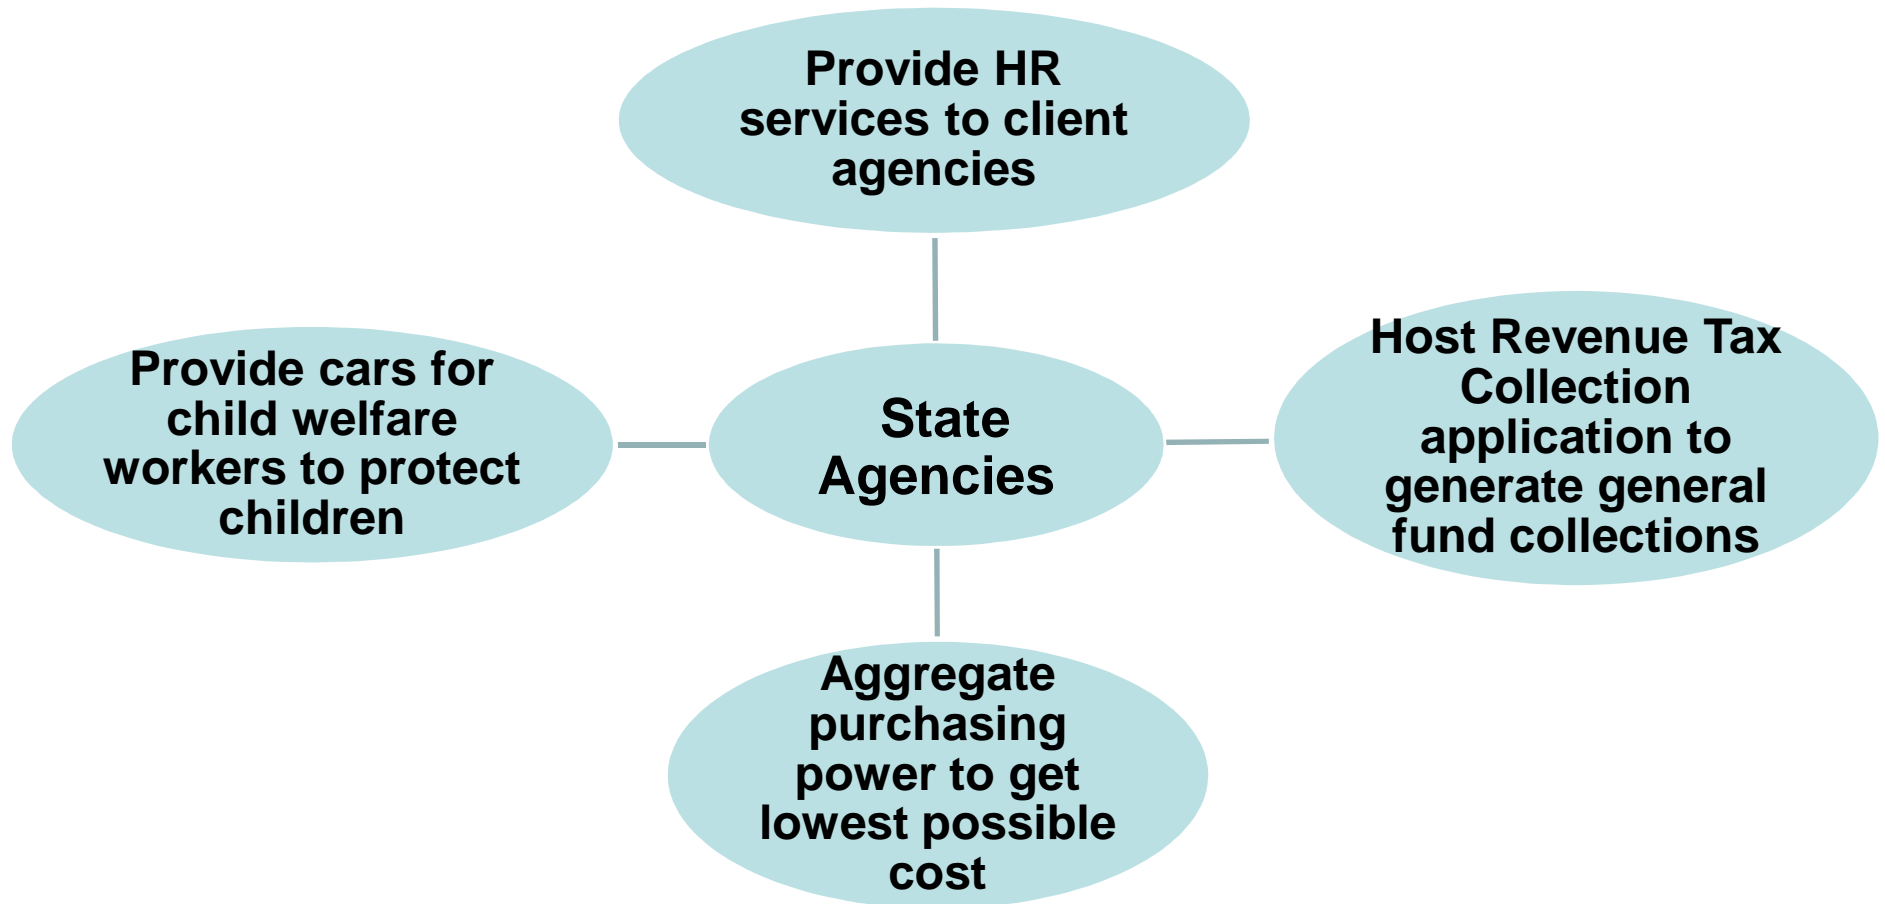 Provide HR
services to client
agencies
Provide cars for
child welfare
workers to protect
children
State
Agencies
Host Revenue Tax
Collection
application to
generate general
fund collections
Aggregate
purchasing
power to get
lowest possible
cost